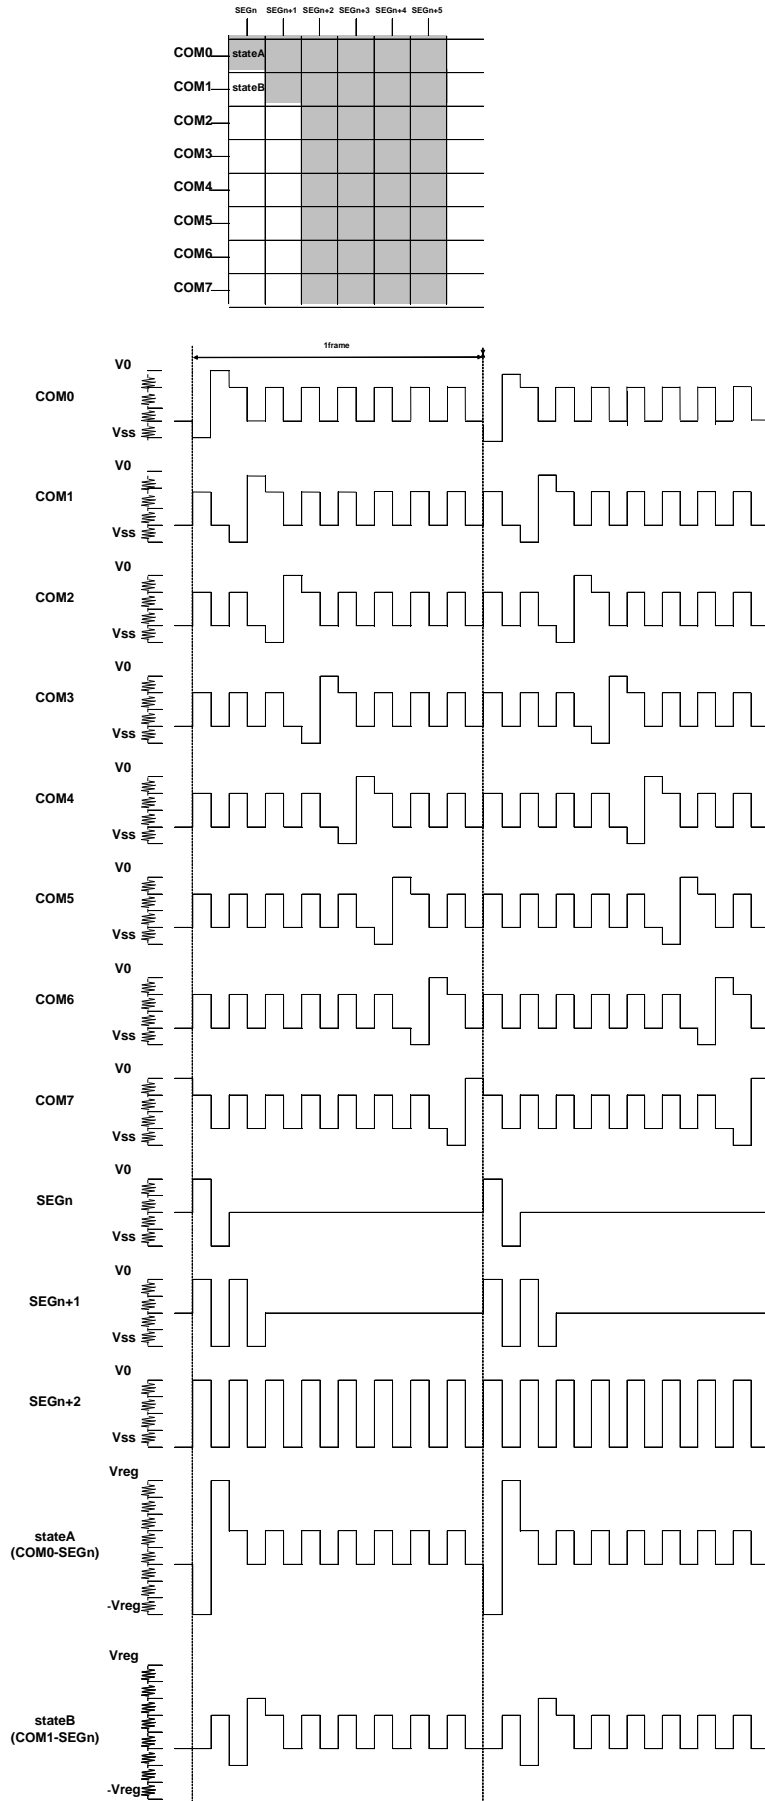 SEGn SEGn+1 SEGn+2 SEGn+3 SEGn+4 SEGn+5
COM0 stateA
COM1 stateB
COM2
COM3
COM4
COM5
COM6
COM7
1frame
V0
COM0
Vss
V0
COM1
Vss
V0
COM2
Vss
V0
COM3
Vss
V0
COM4
Vss
V0
COM5
Vss
V0
COM6
Vss
V0
COM7
Vss
V0
SEGn
Vss
V0
SEGn+1
Vss
V0
SEGn+2
Vss
Vreg
stateA
(COM0-SEGn)
-Vreg
Vreg
stateB
(COM1-SEGn)
-Vreg